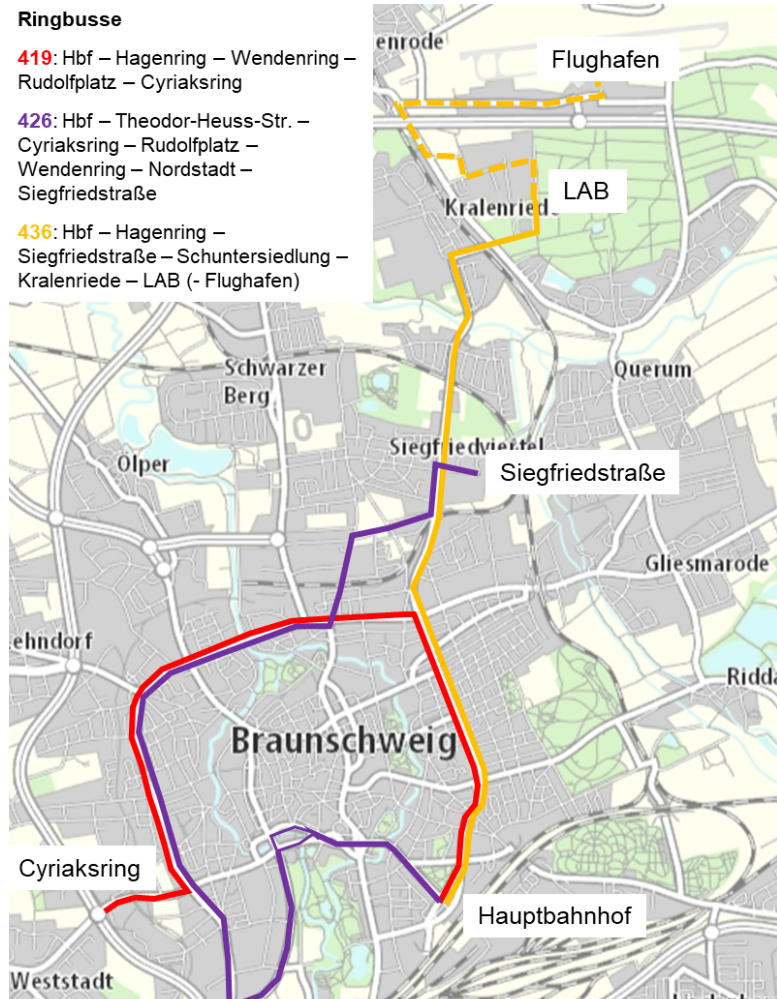 Ringbusse
419: Hbf – Hagenring – Wendenring –
Rudolfplatz – Cyriaksring
426: Hbf – Theodor-Heuss-Str. –
Cyriaksring – Rudolfplatz –
Wendenring – Nordstadt –
Siegfriedstraße
436: Hbf – Hagenring –
Siegfriedstraße – Schuntersiedlung –
Kralenriede – LAB (- Flughafen)
enrode
Flughafen
LAB
Kralenriede
Schwarzer
Berg
Querum
Siegfriedviertel
Ölper
Siegfriedstraße
Gliesmarode
ehndorf
Ridda
Braunschweig
Cyriaksring
Hauptbahnhof
Weststadt